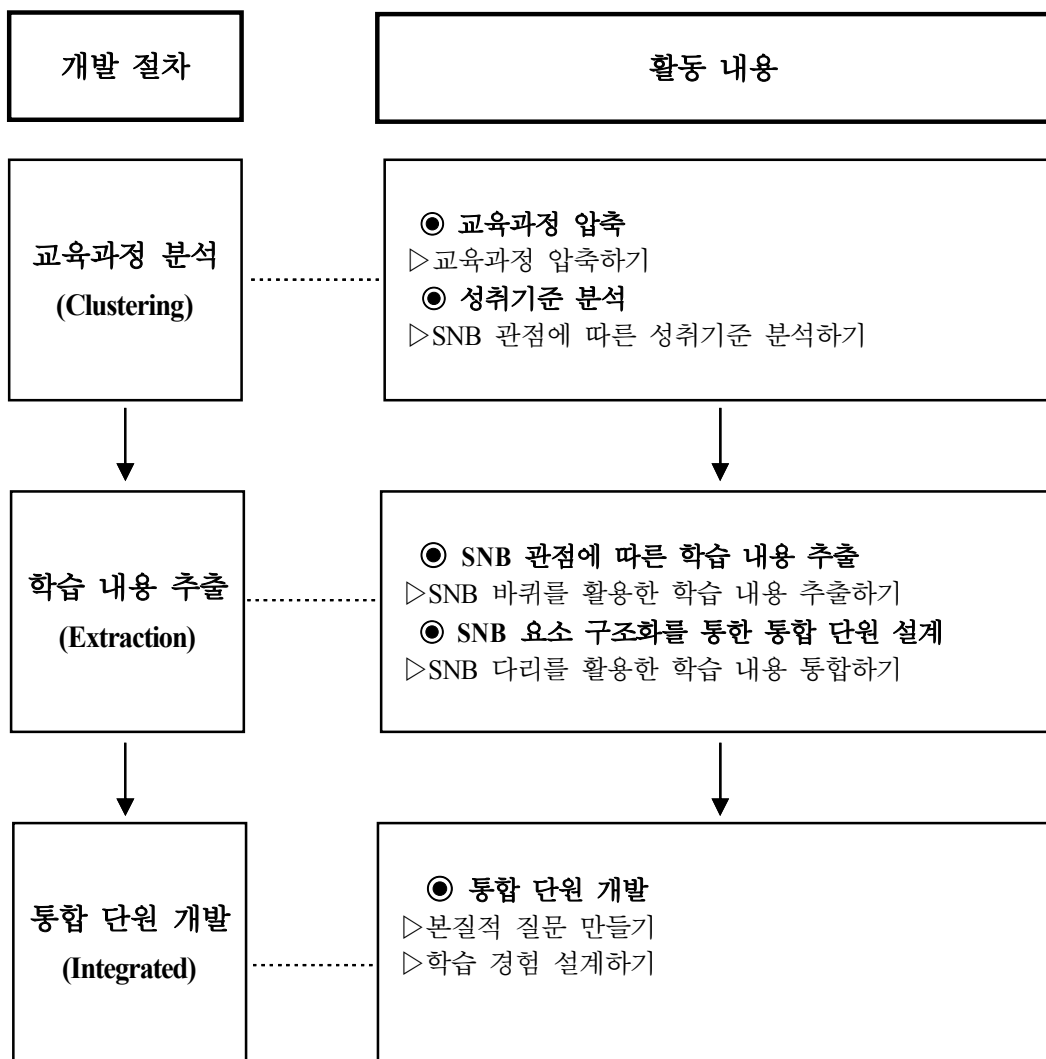 개발 절차
활동 내용
교육과정 분석
(Clustering)
◉ 교육과정 압축
▷교육과정 압축하기
◉ 성취기준 분석
▷SNB 관점에 따른 성취기준 분석하기
학습 내용 추출
(Extraction)
◉ SNB 관점에 따른 학습 내용 추출
▷SNB 바퀴를 활용한 학습 내용 추출하기
◉ SNB 요소 구조화를 통한 통합 단원 설계
▷SNB 다리를 활용한 학습 내용 통합하기
통합 단원 개발
(Integrated)
◉ 통합 단원 개발
▷본질적 질문 만들기
▷학습 경험 설계하기